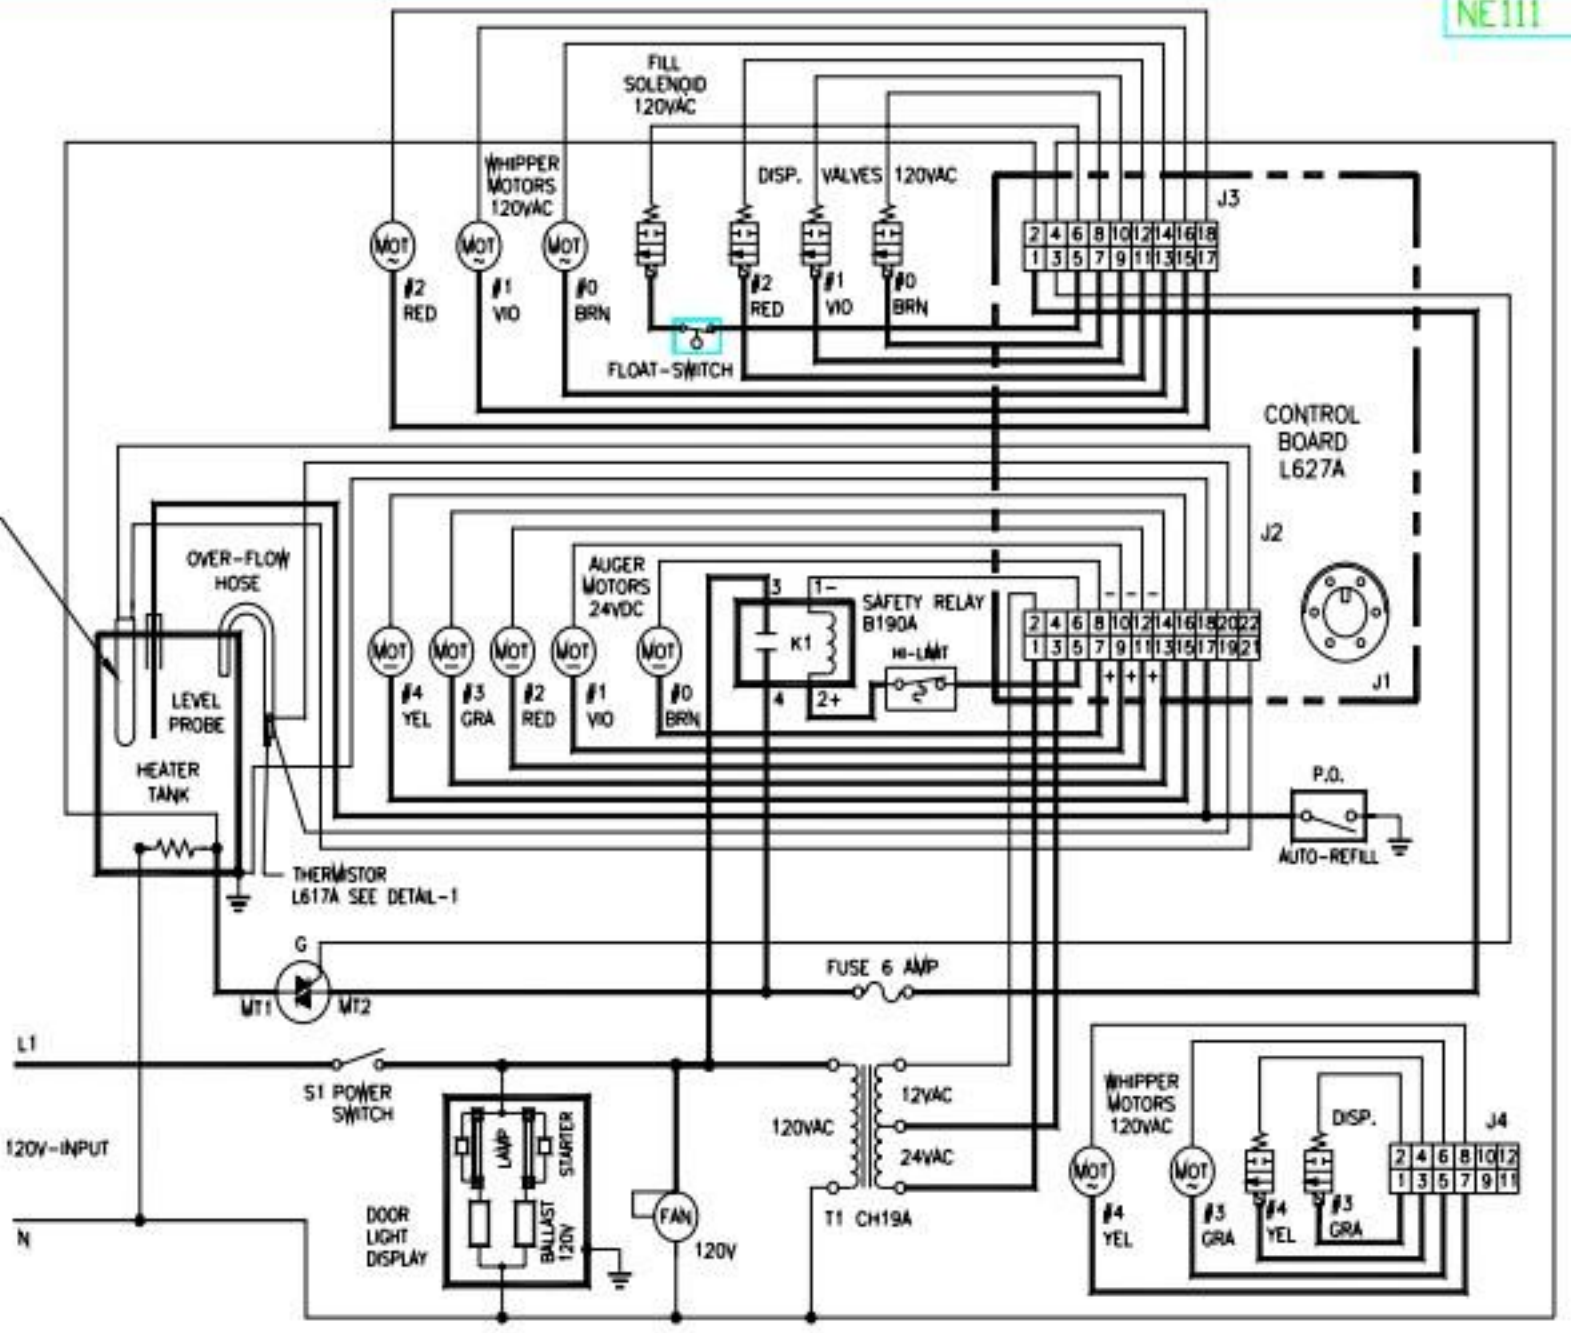 NE111
FILL
SOLENOID
120VAC
WHIPPER
MOTORS
120VAC
DISP. VALVES 120VAC
J3
MOT
MOT
MOT
#2
RED
#1
VIO
#0
BRN
#2
RED
#1
VIO
#0
BRN
2 4 6 8 10 12 14 16 18
1 3 5 7 9 11 13 15 17
FLOAT-SWITCH
CONTROL
BOARD
L627A
J2
OVER-FLOW
HOSE
AUGER
MOTORS
24VDC
3
1-
SAFETY RELAY
B190A
K1
HI-LIMIT
4
2+
- - -
2 4 6 8 10 12 14 16 18 20 22
1 3 5 7 9 11 13 15 17 19 21
+ + +
J1
MOT
MOT
MOT
MOT
MOT
#4
YEL
#3
GRA
#2
RED
#1
VIO
#0
BRN
LEVEL
PROBE
HEATER
TANK
P.O.
AUTO-REFILL
THERMISTOR
L617A SEE DETAIL-1
G
MT1
MT2
FUSE 6 AMP
L1
S1 POWER
SWITCH
120V-INPUT
N
LAMP
STARTER
BALLAST
120V
DOOR
LIGHT
DISPLAY
FAN
120V
120VAC
12VAC
24VAC
T1 CH19A
WHIPPER
MOTORS
120VAC
DISP.
J4
MOT
MOT
2 4 6 8 10 12
1 3 5 7 9 11
#4
YEL
#3
GRA
#4
YEL
#3
GRA